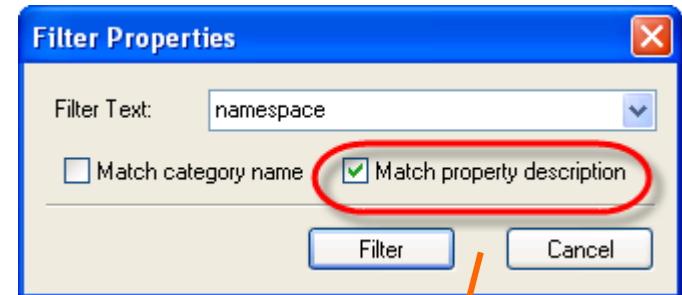 Filter Properties
Filter Text: namespace
Match category name Match property description
Filter Cancel